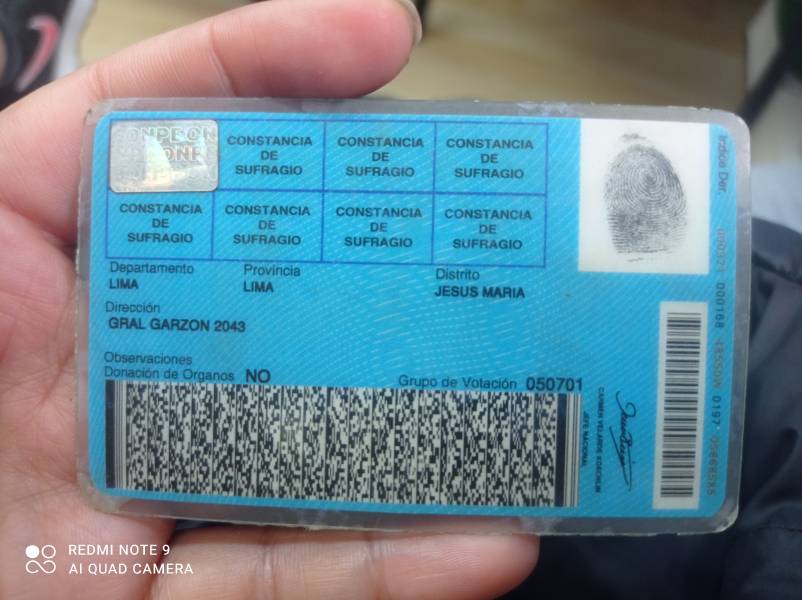 CONSTANCIA DE SUFRAGIO
CONSTANCIA DE SUFRAGIO
CONSTANCIA DE SUFRAGIO
CONSTANCIA DE SUFRAGIO
CONSTANCIA DE SUFRAGIO
CONSTANCIA DE SUFRAGIO
CONSTANCIA DE SUFRAGIO
Indice Der.
Departamento Provincia Distrito
LIMA LIMA JESUS MARIA
Dirección
GRAL GARZON 2043
Observaciones
Donación de Organos NO Grupo de Votación 050701
JEFE NACIONAL
REDMI NOTE 9
AI QUAD CAMERA